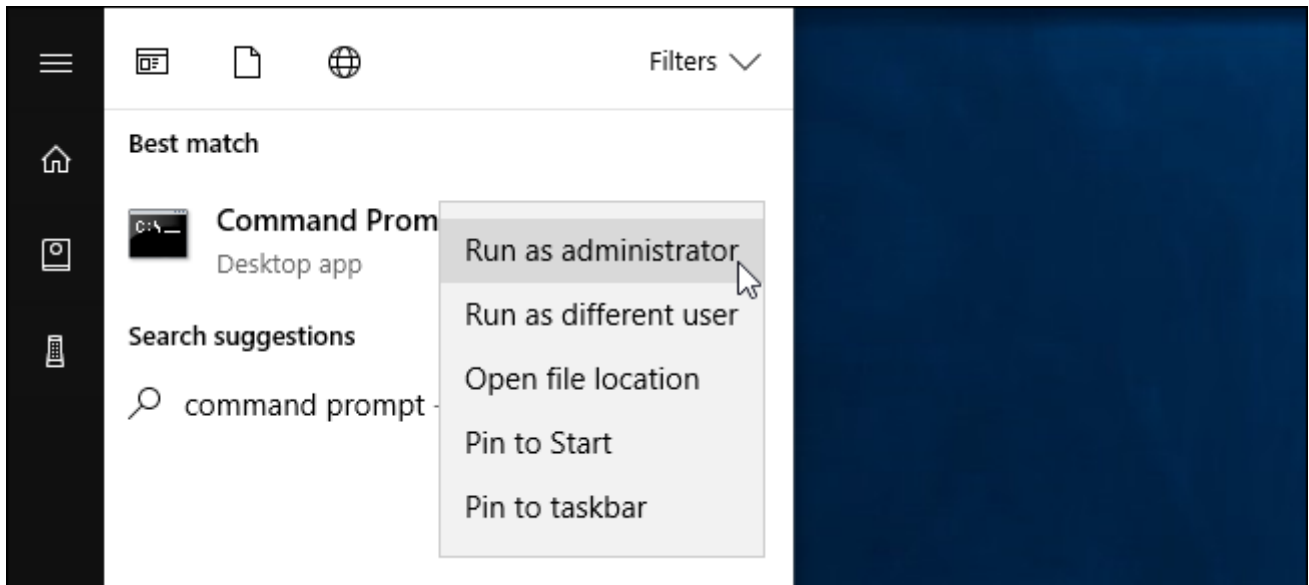 Filters
Best match
C:\_
Command Prom
Desktop app
Run as administrator
Run as different user
Search suggestions
Open file location
command prompt -
Pin to Start
Pin to taskbar